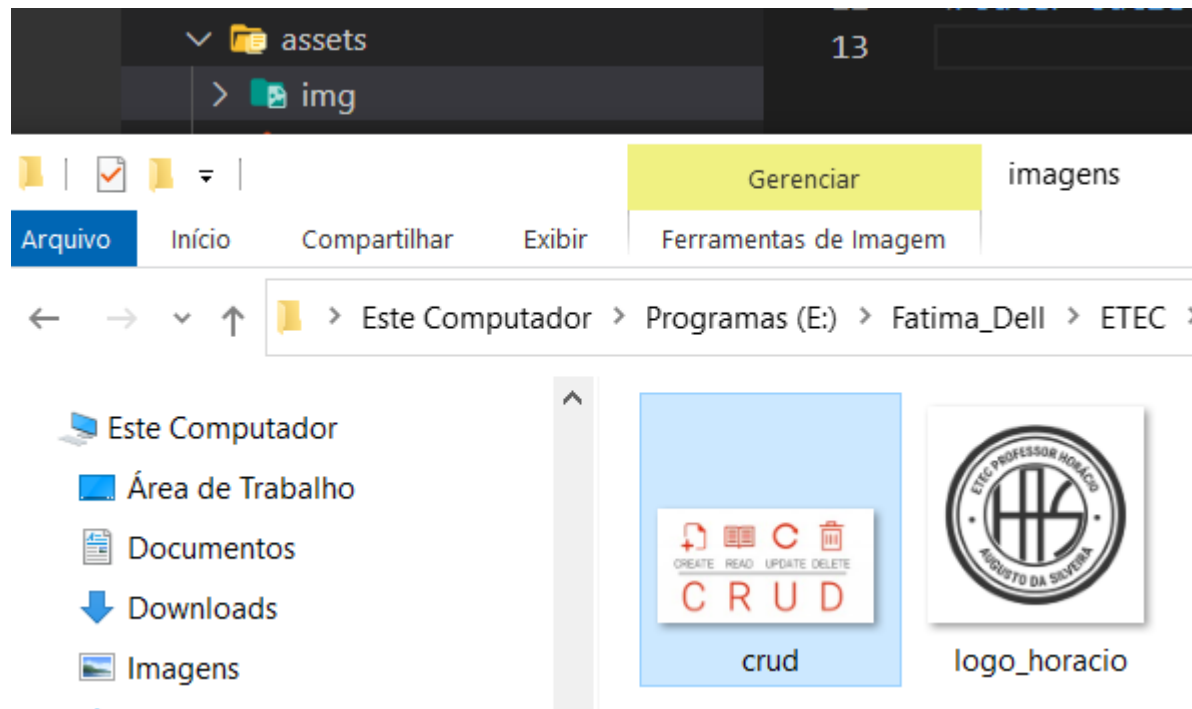 assets
13
img
Gerenciar
imagens
Arquivo Início Compartilhar Exibir Ferramentas de Imagem
Este Computador > Programas (E:) > Fatima_Dell > ETEC
Este Computador
Área de Trabalho
Documentos
Downloads
Imagens
CREATE READ UPDATE DELETE
CRUD
crud
ETEC PROFESSOR HORÁCIO
AUGUSTO DA SILVEIRA
logo_horacio